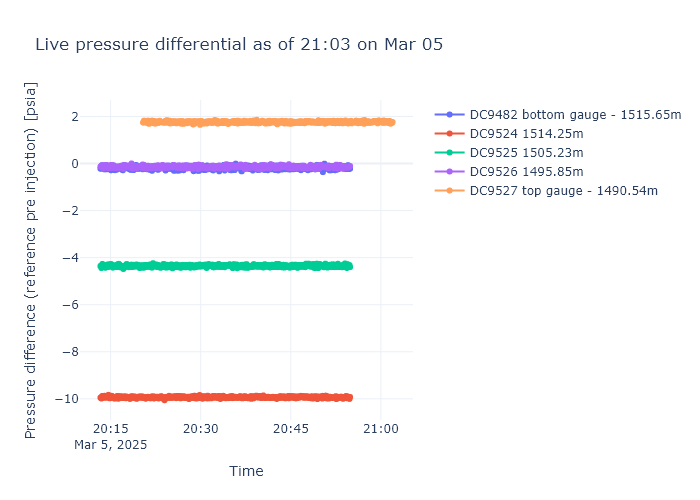 Live pressure differential as of 21:03 on Mar 05
Pressure difference (reference pre injection) [psia]
2
0
−2
−4
−6
−8
−10
20:15
Mar 5, 2025
20:30
20:45
21:00
Time
DC9482 bottom gauge - 1515.65m
DC9524 1514.25m
DC9525 1505.23m
DC9526 1495.85m
DC9527 top gauge - 1490.54m